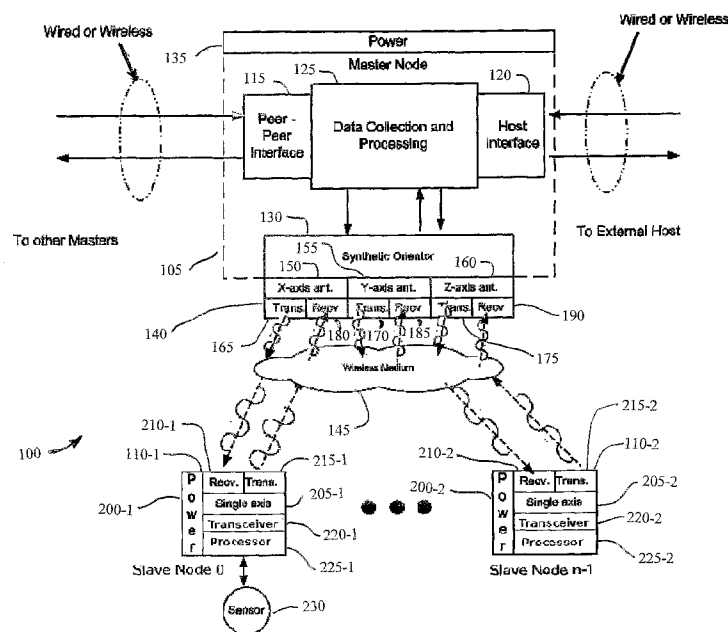 Wired or Wireless
Wired or Wireless
135
Power
Master Node
115
125
120
Peer - Peer Interface
Data Collection and Processing
Host Interface
To other Masters
To External Host
130
Synthetic Orientor
105
150
155
160
X-axis ant.
Y-axis ant.
Z-axis ant.
140
Trans.
Recv
Trans.
Recv
Trans.
Recv
190
165
180
170
185
175
Wireless Medium
145
100
210-1
110-1
215-1
200-1
Power
Recv.
Trans.
Single axis
205-1
Transceiver
220-1
Processor
225-1
Slave Node 0
Sensor
230
215-2
210-2
110-2
200-2
Power
Recv.
Trans.
Single axis
205-2
Transceiver
220-2
Processor
225-2
Slave Node n-1